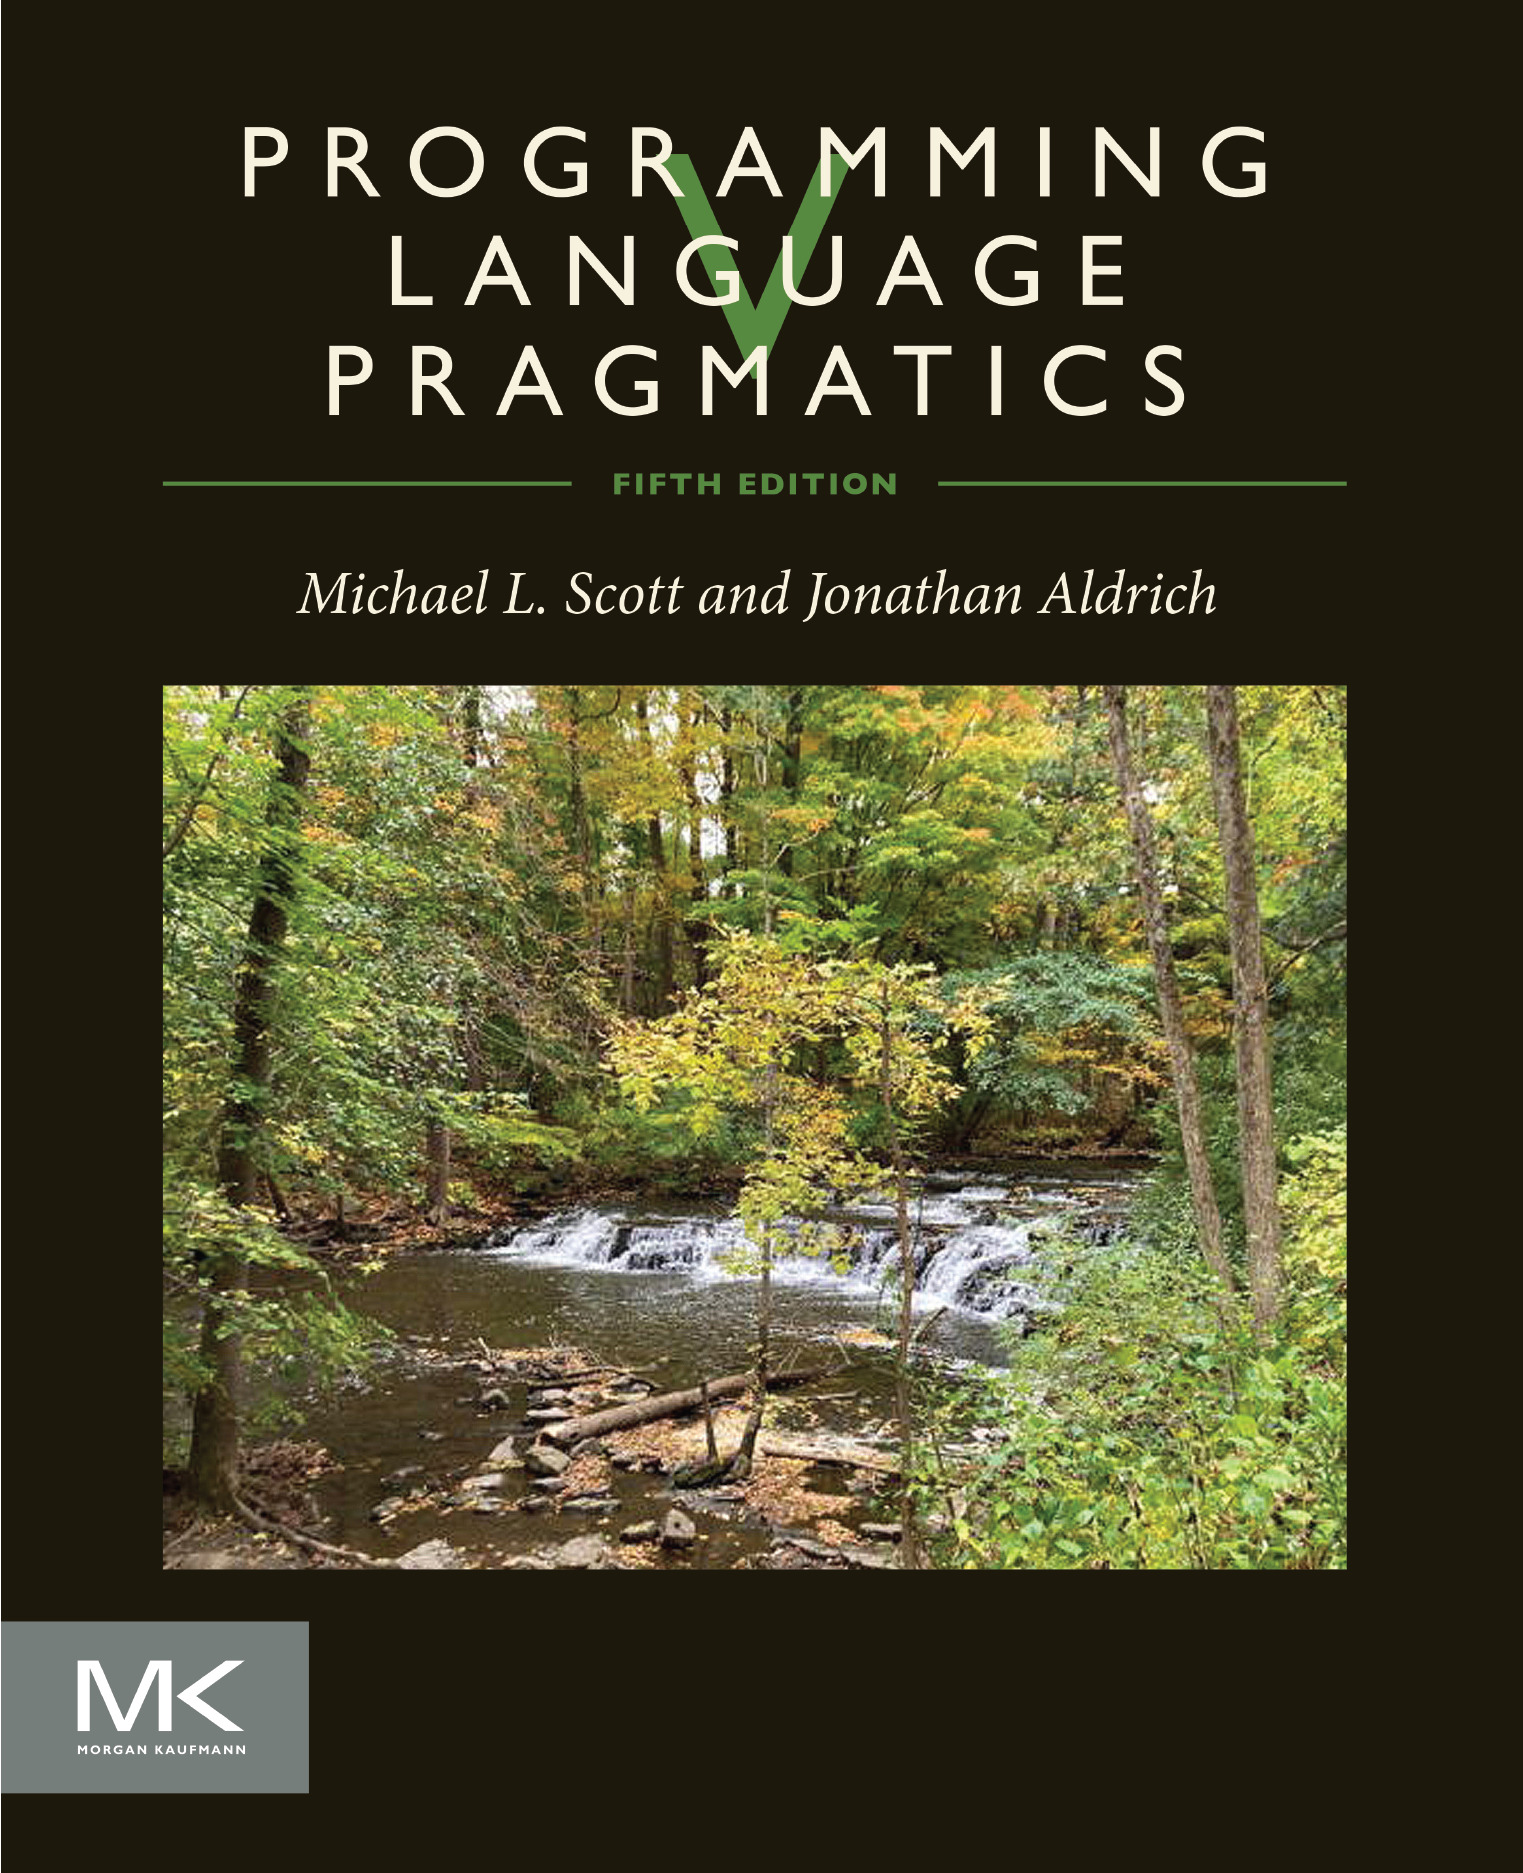 PROGRAMMING
LANGUAGE
PRAGMATICS
V
FIFTH EDITION
Michael L. Scott and Jonathan Aldrich
MK
MORGAN KAUFMANN